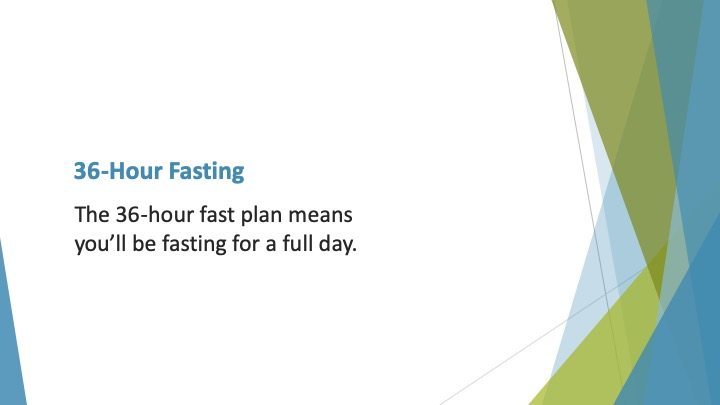 36-Hour Fasting
The 36-hour fast plan means
you’ll be fasting for a full day.